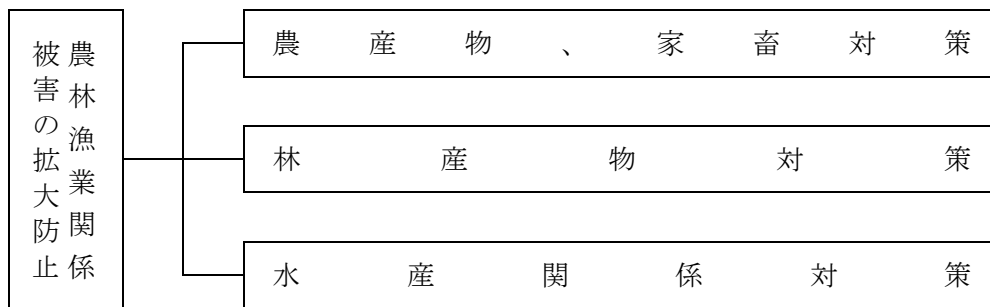 農林漁業関係
被害の拡大防止
農産物、家畜対策
林産物対策
水産関係対策